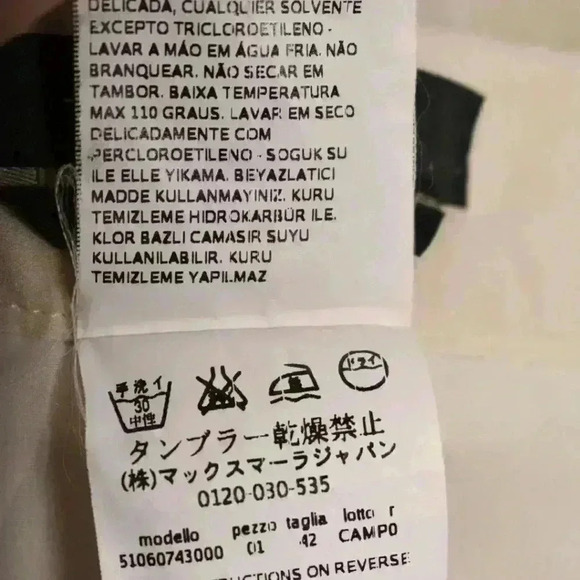 DELICADA, CUALQUIER SOLVENTE
EXCEPTO TRICLOROETILENO -
LAVAR A MÃO EM ÁGUA FRIA. NÃO
BRANQUEAR. NÃO SECAR EM
TAMBOR. BAIXA TEMPERATURA
MAX 110 GRAUS. LAVAR EM SECO
DELICADAMENTE COM
PERCLOROETILENO - SOGUK SU
ILE ELLE YIKAMA. BEYAZLATICI
MADDE KULLANMAYINIZ. KURU
TEMIZLEME HIDROKARBÜR ILE.
KLOR BAZLI CAMASIR SUYU
KULLANILABILIR. KURU
TEMIZLEME YAPILMAZ
手洗イ
30
中性
ドライ
タンブラー乾燥禁止
(株)マックスマーラジャパン
0120-030-535
modello pezzo taglia lotto r
51060743000 01 42 CAMPO
INSTRUCTIONS ON REVERSE